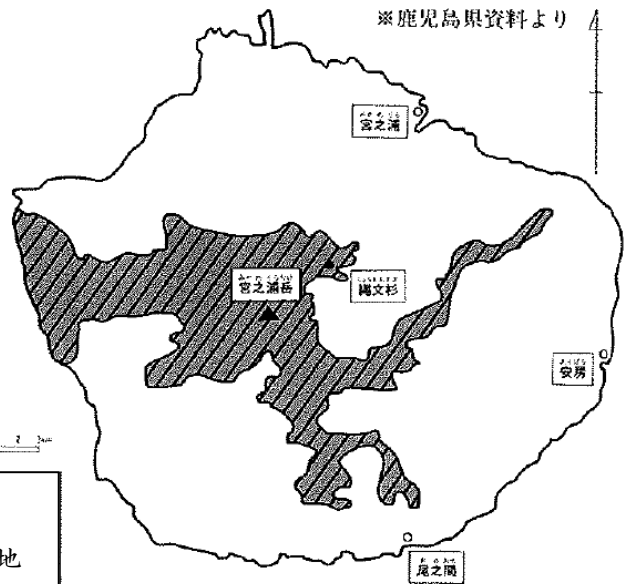 ※鹿児島県資料より
宮之浦
宮之浦岳
縄文杉
安房
尾之間
地